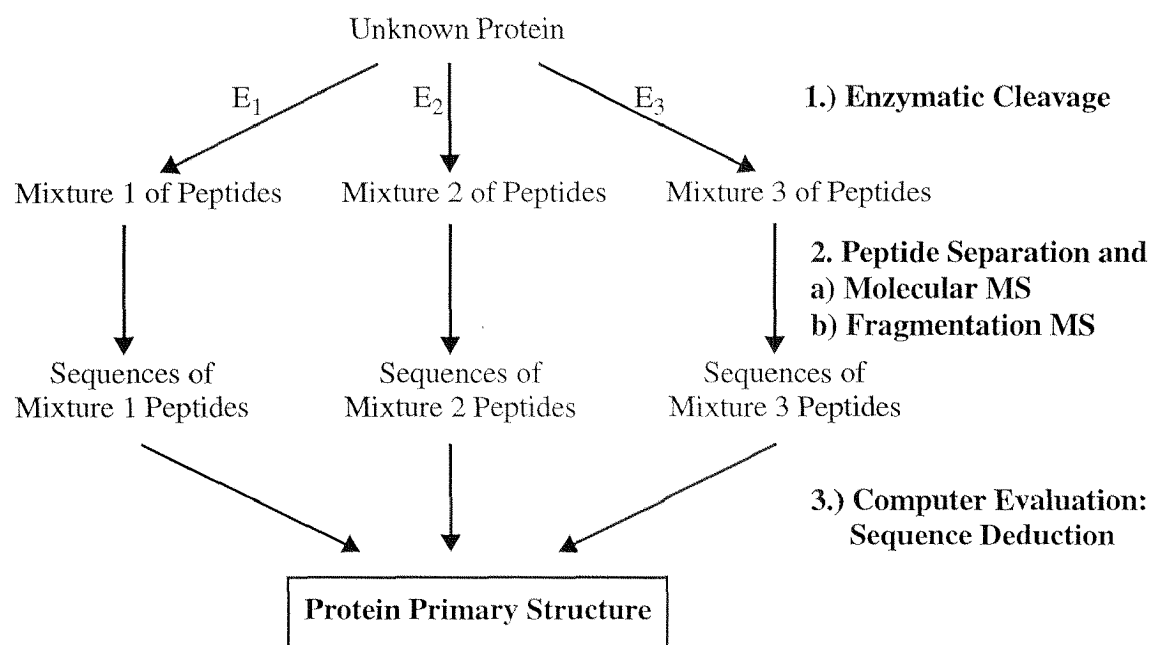 Unknown Protein
E1 E2 E3
1.) Enzymatic Cleavage
Mixture 1 of Peptides
Mixture 2 of Peptides
Mixture 3 of Peptides
2. Peptide Separation and
a) Molecular MS
b) Fragmentation MS
Sequences of
Mixture 1 Peptides
Sequences of
Mixture 2 Peptides
Sequences of
Mixture 3 Peptides
3.) Computer Evaluation:
Sequence Deduction
Protein Primary Structure